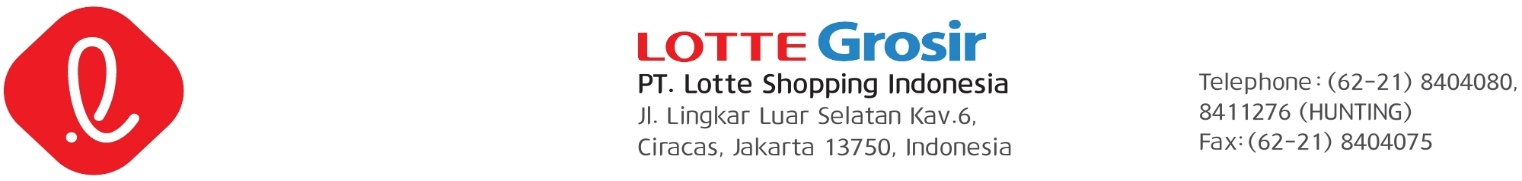 LOTTE Grosir
PT. Lotte Shopping Indonesia
Jl. Lingkar Luar Selatan Kav.6,
Ciracas, Jakarta 13750, Indonesia
Telephone: (62-21) 8404080,
8411276 (HUNTING)
Fax: (62-21) 8404075